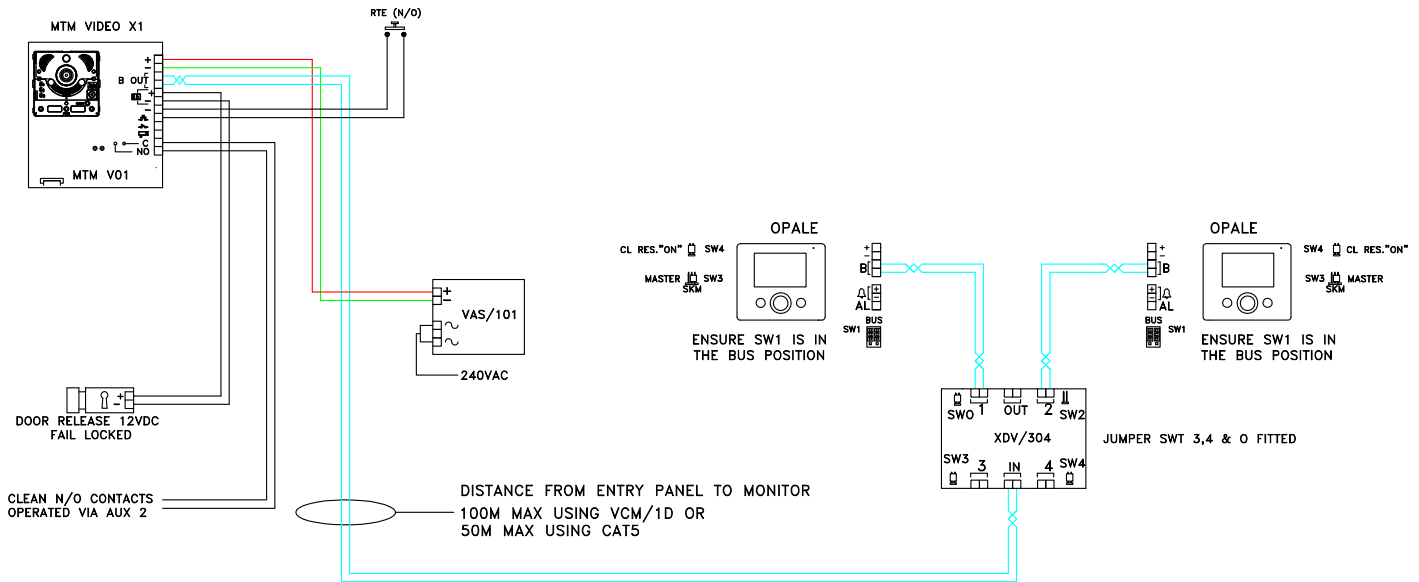 MTM VIDEO X1
RTE (N/O)
+
-
B OUT
+
-
-
C
NO
MTM V01
+
-
VAS/101
240VAC
+
-
DOOR RELEASE 12VDC
FAIL LOCKED
CLEAN N/O CONTACTS
OPERATED VIA AUX 2
DISTANCE FROM ENTRY PANEL TO MONITOR
100M MAX USING VCM/1D OR
50M MAX USING CAT5
OPALE
CL RES."ON"
SW4
MASTER
SW3
SKM
+
-
B
+
-
AL
BUS
SW1
ENSURE SW1 IS IN
THE BUS POSITION
OPALE
SW4
CL RES."ON"
SW3
MASTER
SKM
+
-
B
+
-
AL
BUS
SW1
ENSURE SW1 IS IN
THE BUS POSITION
1
OUT
2
SWO
SW2
XDV/304
SW3
3
IN
4
SW4
JUMPER SWT 3,4 & O FITTED